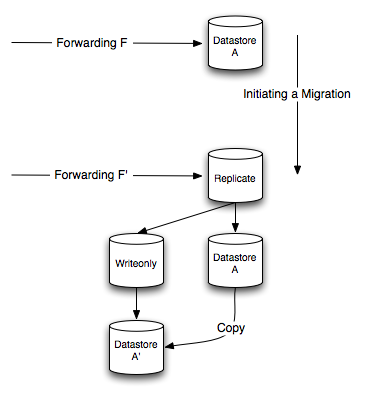 Forwarding F
Datastore
A
Initiating a Migration
Forwarding F'
Replicate
Writeonly
Datastore
A
Copy
Datastore
A'